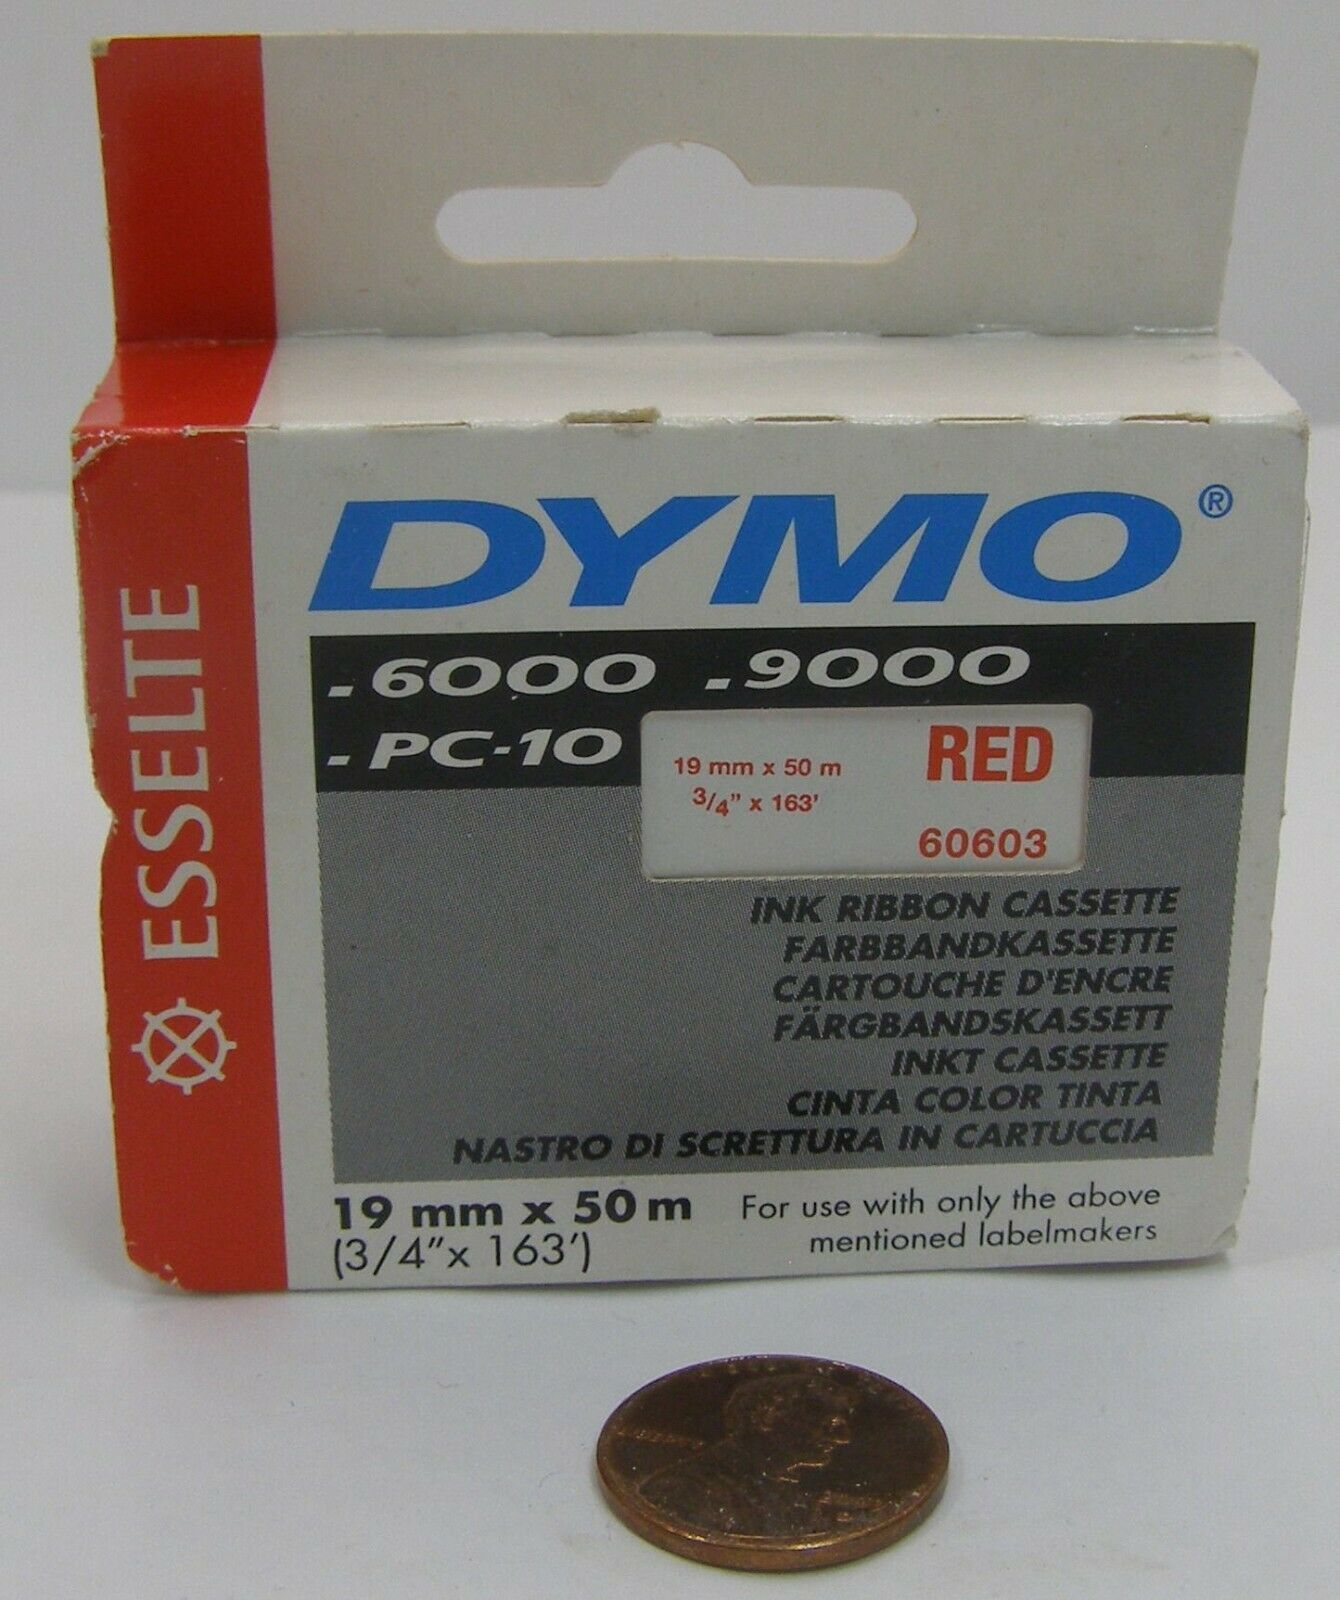 ESSELTE
DYMO®
.6000 .9000
.PC-10
19 mm x 50 m
3/4" x 163'
RED
60603
INK RIBBON CASSETTE
FARBBANDKASSETTE
CARTOUCHE D'ENCRE
FÄRGBANDSKASSETT
INKT CASSETTE
CINTA COLOR TINTA
NASTRO DI SCRETTURA IN CARTUCCIA
19 mm x 50 m
(3/4" x 163')
For use with only the above
mentioned labelmakers
LIBERTY